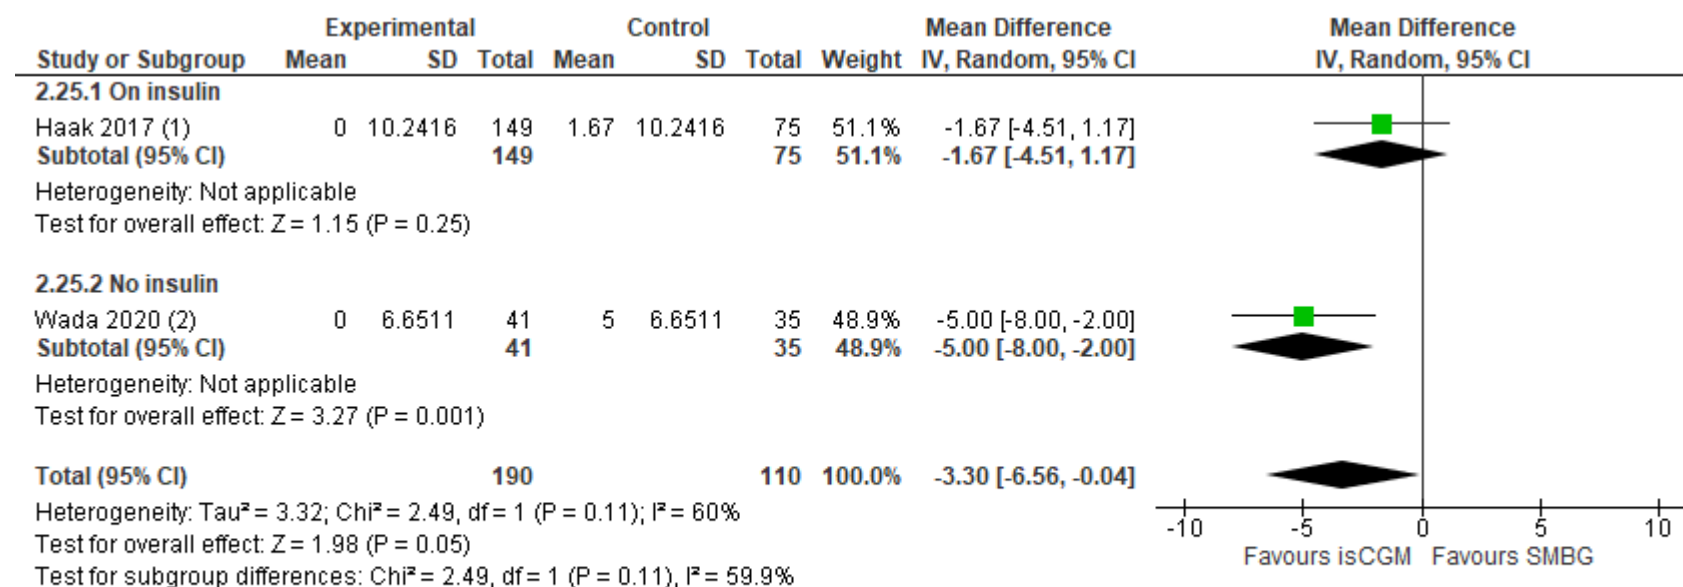 Experimental Control Mean Difference Mean Difference
Study or Subgroup Mean SD Total Mean SD Total Weight IV, Random, 95% CI IV, Random, 95% CI
2.25.1 On insulin
Haak 2017 (1) 0 10.2416 149 1.67 10.2416 75 51.1% -1.67 [-4.51, 1.17]
Subtotal (95% CI) 149 75 51.1% -1.67 [-4.51, 1.17]
Heterogeneity: Not applicable
Test for overall effect: Z = 1.15 (P = 0.25)
2.25.2 No insulin
Wada 2020 (2) 0 6.6511 41 5 6.6511 35 48.9% -5.00 [-8.00, -2.00]
Subtotal (95% CI) 41 35 48.9% -5.00 [-8.00, -2.00]
Heterogeneity: Not applicable
Test for overall effect: Z = 3.27 (P = 0.001)
Total (95% CI) 190 110 100.0% -3.30 [-6.56, -0.04]
Heterogeneity: Tau² = 3.32; Chi² = 2.49, df = 1 (P = 0.11); I² = 60%
Test for overall effect: Z = 1.98 (P = 0.05)
Test for subgroup differences: Chi² = 2.49, df = 1 (P = 0.11), I² = 59.9%
-10 -5 0 5 10
Favours isCGM Favours SMBG